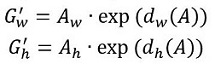 G′_w = A_w · exp (d_w(A))
G′_h = A_h · exp (d_h(A))